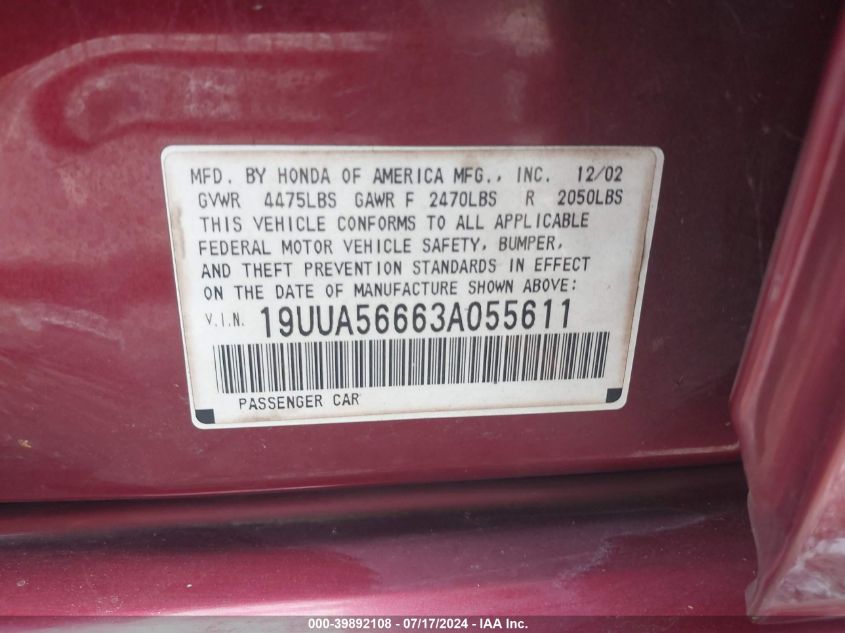 MFD. BY HONDA OF AMERICA MFG., INC. 12/02
GVWR 4475LBS GAWR F 2470LBS R 2050LBS
THIS VEHICLE CONFORMS TO ALL APPLICABLE
FEDERAL MOTOR VEHICLE SAFETY, BUMPER,
AND THEFT PREVENTION STANDARDS IN EFFECT
ON THE DATE OF MANUFACTURE SHOWN ABOVE:
V.I.N. 19UUA56663A055611
PASSENGER CAR
000-39892108 - 07/17/2024 - IAA Inc.